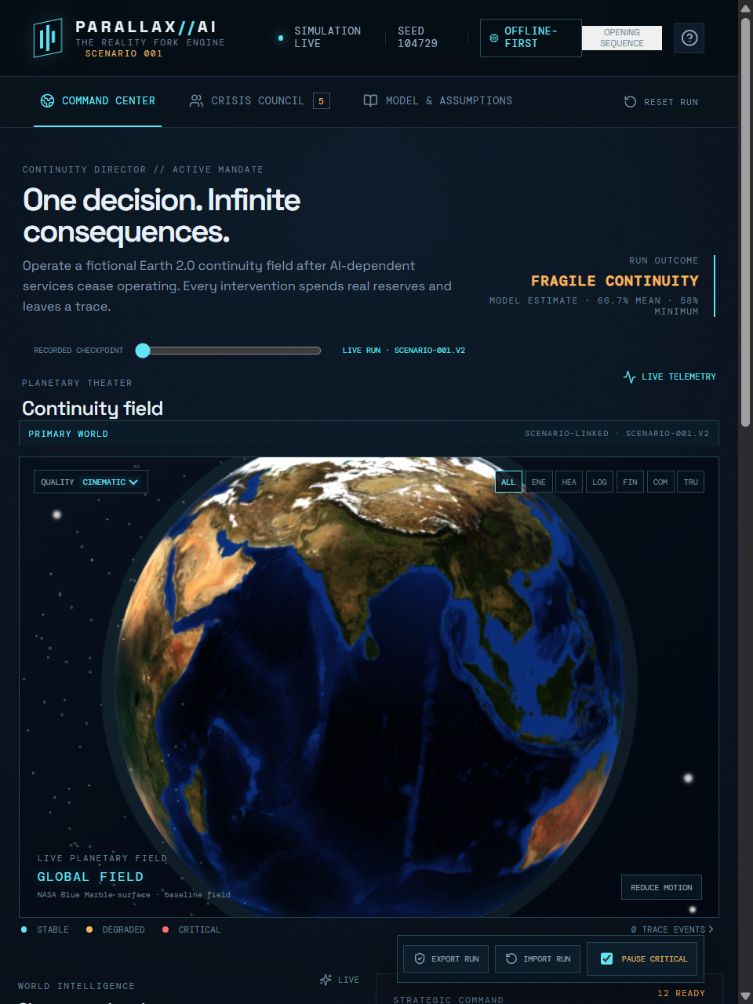 PARALLAX//AI
THE REALITY FORK ENGINE
SCENARIO 001
SIMULATION
LIVE
SEED
104729
OFFLINE-
FIRST
OPENING
SEQUENCE
COMMAND CENTER
CRISIS COUNCIL 5
MODEL & ASSUMPTIONS
RESET RUN
CONTINUITY DIRECTOR // ACTIVE MANDATE
One decision. Infinite
consequences.
Operate a fictional Earth 2.0 continuity field after AI-dependent
services cease operating. Every intervention spends real reserves and
leaves a trace.
RUN OUTCOME
FRAGILE CONTINUITY
MODEL ESTIMATE · 66.7% MEAN · 58%
MINIMUM
RECORDED CHECKPOINT
LIVE RUN · SCENARIO-001.V2
PLANETARY THEATER
LIVE TELEMETRY
Continuity field
PRIMARY WORLD
SCENARIO-LINKED · SCENARIO-001.V2
QUALITY CINEMATIC
ALL ENE HEA LOG FIN COM TRU
LIVE PLANETARY FIELD
GLOBAL FIELD
NASA Blue Marble surface · baseline field
REDUCE MOTION
STABLE DEGRADED CRITICAL
0 TRACE EVENTS
EXPORT RUN IMPORT RUN PAUSE CRITICAL
WORLD INTELLIGENCE
LIVE
12 READY
STRATEGIC COMMAND